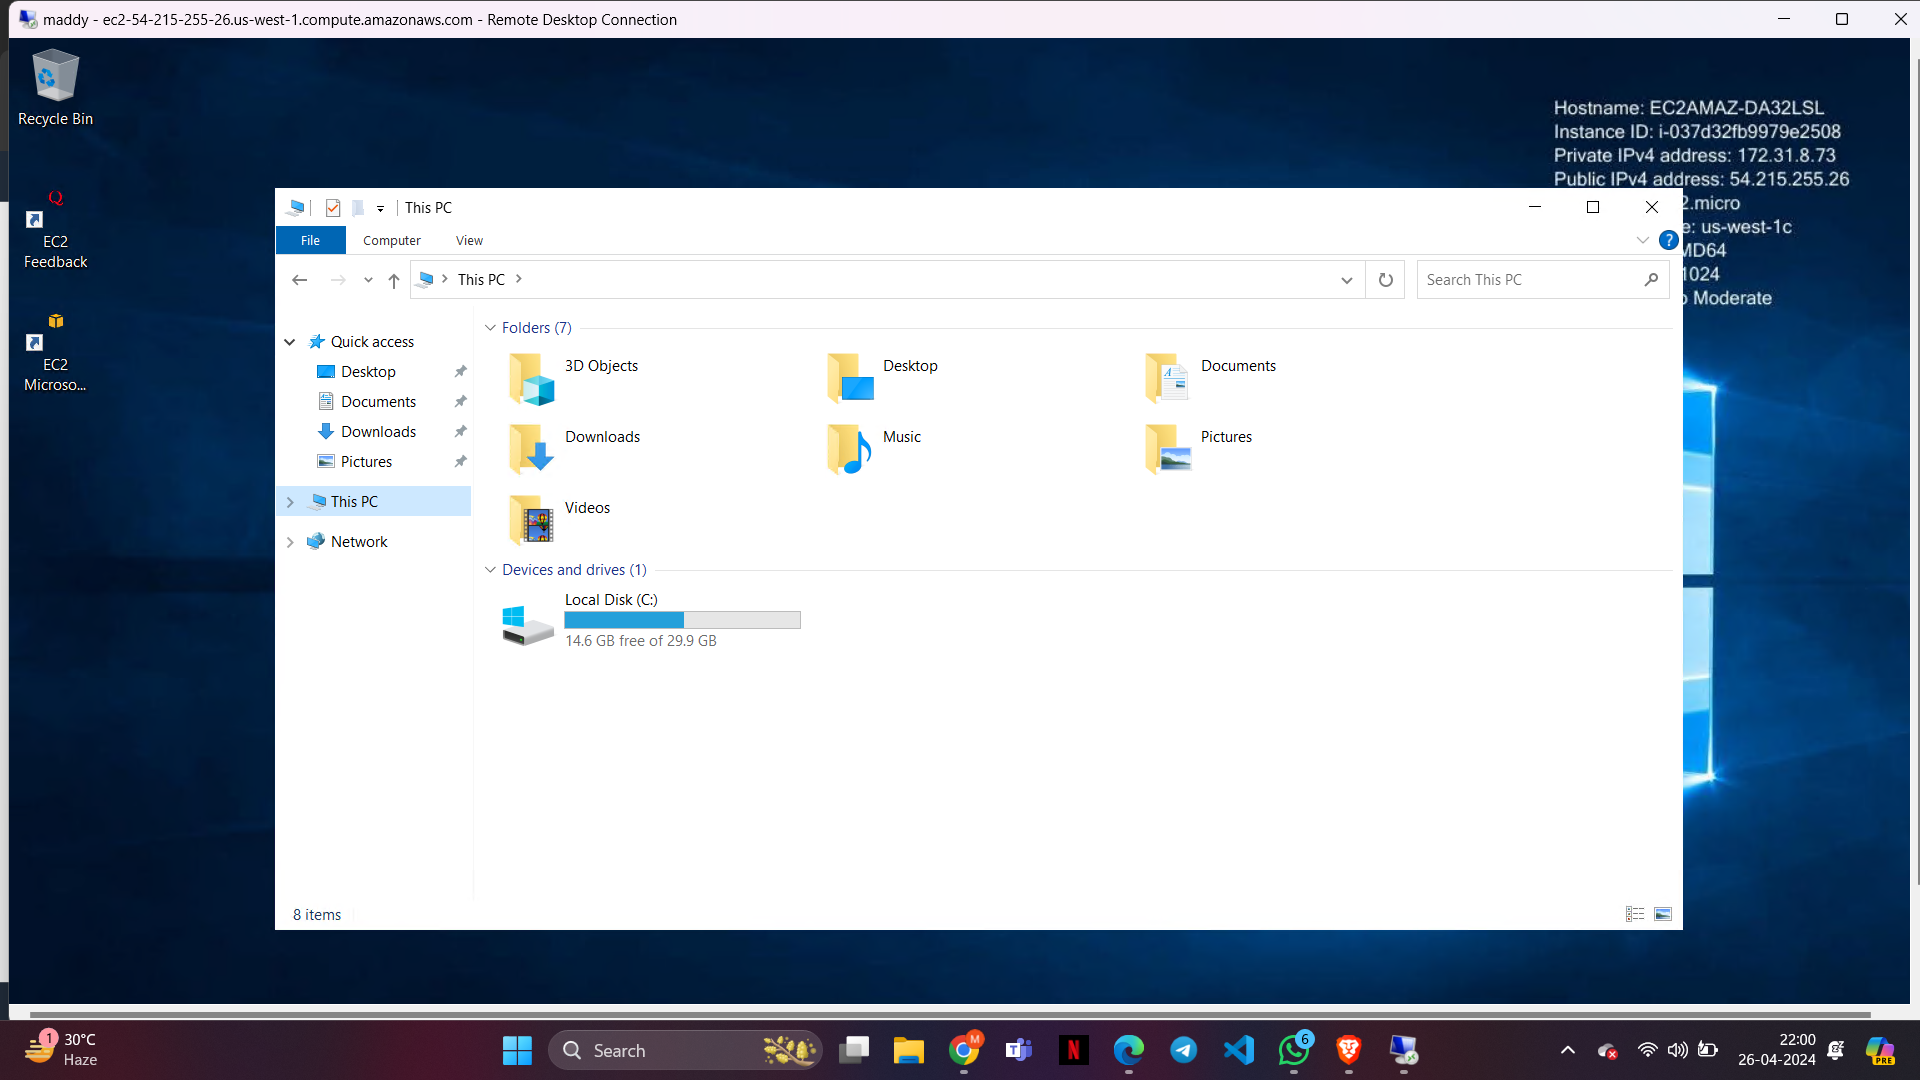 maddy - ec2-54-215-255-26.us-west-1.compute.amazonaws.com - Remote Desktop Connection
Recycle Bin
EC2
Feedback
EC2
Microso...
Hostname: EC2AMAZ-DA32LSL
Instance ID: i-037d32fb9979e2508
Private IPv4 address: 172.31.8.73
Public IPv4 address: 54.215.255.26
2.micro
e: us-west-1c
MD64
1024
o Moderate
This PC
File
Computer
View
?
This PC
Search This PC
Quick access
Desktop
Documents
Downloads
Pictures
This PC
Network
Folders (7)
3D Objects
Desktop
Documents
Downloads
Music
Pictures
Videos
Devices and drives (1)
Local Disk (C:)
14.6 GB free of 29.9 GB
8 items
1
30°C
Haze
Search
M
N
6
22:00
26-04-2024
PRE